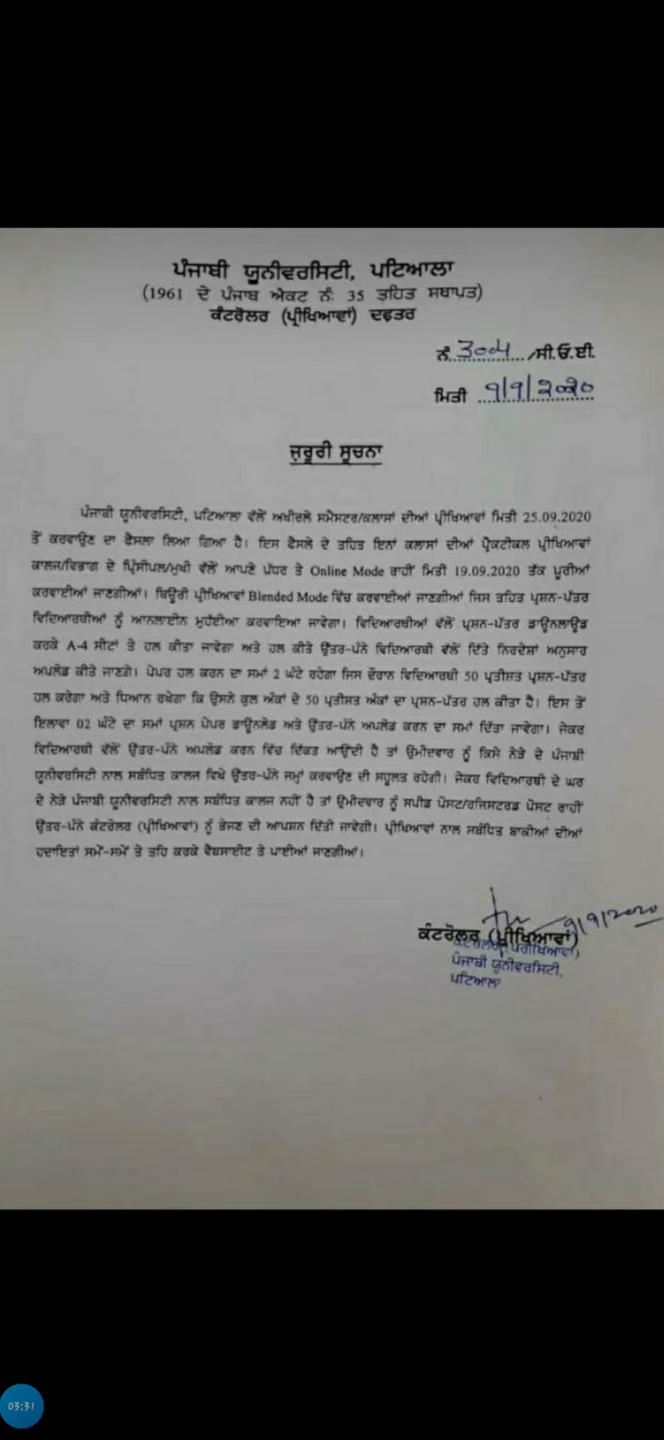 ਪੰਜਾਬੀ ਯੂਨੀਵਰਸਿਟੀ, ਪਟਿਆਲਾ
(1961 ਦੇ ਪੰਜਾਬ ਐਕਟ ਨੰ: 35 ਤਹਿਤ ਸਥਾਪਤ)
ਕੰਟਰੋਲਰ (ਪ੍ਰੀਖਿਆਵਾਂ) ਦਫਤਰ
ਨੰ. 3004 /ਸੀ.ਓ.ਈ.
ਮਿਤੀ ੧/੧/੨੦੨੦
ਜ਼ਰੂਰੀ ਸੂਚਨਾ
ਪੰਜਾਬੀ ਯੂਨੀਵਰਸਿਟੀ, ਪਟਿਆਲਾ ਵੱਲੋਂ ਅਖੀਰਲੇ ਸਮੈਸਟਰ/ਕਲਾਸਾਂ ਦੀਆਂ ਪ੍ਰੀਖਿਆਵਾਂ ਮਿਤੀ 25.09.2020
ਤੋਂ ਕਰਵਾਉਣ ਦਾ ਫੈਸਲਾ ਲਿਆ ਗਿਆ ਹੈ। ਇਸ ਫੈਸਲੇ ਦੇ ਤਹਿਤ ਇਨਾਂ ਕਲਾਸਾਂ ਦੀਆਂ ਪ੍ਰੈਕਟੀਕਲ ਪ੍ਰੀਖਿਆਵਾਂ
ਕਾਲਜ/ਵਿਭਾਗ ਦੇ ਪ੍ਰਿੰਸੀਪਲ/ਮੁਖੀ ਵੱਲੋਂ ਆਪਣੇ ਪੱਧਰ ਤੇ Online Mode ਰਾਹੀਂ ਮਿਤੀ 19.09.2020 ਤੱਕ ਪੂਰੀਆਂ
ਕਰਵਾਈਆਂ ਜਾਣਗੀਆਂ। ਥਿਊਰੀ ਪ੍ਰੀਖਿਆਵਾਂ Blended Mode ਵਿੱਚ ਕਰਵਾਈਆਂ ਜਾਣਗੀਆਂ ਜਿਸ ਤਹਿਤ ਪ੍ਰਸ਼ਨ-ਪੱਤਰ
ਵਿਦਿਆਰਥੀਆਂ ਨੂੰ ਆਨਲਾਈਨ ਮੁਹੱਈਆ ਕਰਵਾਇਆ ਜਾਵੇਗਾ। ਵਿਦਿਆਰਥੀਆਂ ਵੱਲੋਂ ਪ੍ਰਸ਼ਨ-ਪੱਤਰ ਡਾਊਨਲਾਊਡ
ਕਰਕੇ A-4 ਸੀਟਾਂ ਤੇ ਹਲ ਕੀਤਾ ਜਾਵੇਗਾ ਅਤੇ ਹਲ ਕੀਤੇ ਉੱਤਰ-ਪੰਨੇ ਵਿਦਿਆਰਥੀ ਵੱਲੋਂ ਦਿੱਤੇ ਨਿਰਦੇਸ਼ਾਂ ਅਨੁਸਾਰ
ਅਪਲੋਡ ਕੀਤੇ ਜਾਣਗੇ। ਪੇਪਰ ਹਲ ਕਰਨ ਦਾ ਸਮਾਂ 2 ਘੰਟੇ ਰਹੇਗਾ ਜਿਸ ਦੌਰਾਨ ਵਿਦਿਆਰਥੀ 50 ਪ੍ਰਤੀਸ਼ਤ ਪ੍ਰਸ਼ਨ-ਪੱਤਰ
ਹਲ ਕਰੇਗਾ ਅਤੇ ਧਿਆਨ ਰਖੇਗਾ ਕਿ ਉਸਨੇ ਕੁਲ ਅੰਕਾਂ ਦੇ 50 ਪ੍ਰਤੀਸ਼ਤ ਅੰਕਾਂ ਦਾ ਪ੍ਰਸ਼ਨ-ਪੱਤਰ ਹਲ ਕੀਤਾ ਹੈ। ਇਸ ਤੋਂ
ਇਲਾਵਾ 02 ਘੰਟੇ ਦਾ ਸਮਾਂ ਪ੍ਰਸ਼ਨ ਪੇਪਰ ਡਾਊਨਲੋਡ ਅਤੇ ਉੱਤਰ-ਪੰਨੇ ਅਪਲੋਡ ਕਰਨ ਦਾ ਸਮਾਂ ਦਿੱਤਾ ਜਾਵੇਗਾ। ਜੇਕਰ
ਵਿਦਿਆਰਥੀ ਵੱਲੋਂ ਉੱਤਰ-ਪੰਨੇ ਅਪਲੋਡ ਕਰਨ ਵਿੱਚ ਦਿੱਕਤ ਆਉਂਦੀ ਹੈ ਤਾਂ ਉਮੀਦਵਾਰ ਨੂੰ ਕਿਸੇ ਨੇੜੇ ਦੇ ਪੰਜਾਬੀ
ਯੂਨੀਵਰਸਿਟੀ ਨਾਲ ਸਬੰਧਿਤ ਕਾਲਜ ਵਿਖੇ ਉੱਤਰ-ਪੰਨੇ ਜਮ੍ਹਾਂ ਕਰਵਾਉਣ ਦੀ ਸਹੂਲਤ ਰਹੇਗੀ। ਜੇਕਰ ਵਿਦਿਆਰਥੀ ਦੇ ਘਰ
ਦੇ ਨੇੜੇ ਪੰਜਾਬੀ ਯੂਨੀਵਰਸਿਟੀ ਨਾਲ ਸਬੰਧਿਤ ਕਾਲਜ ਨਹੀਂ ਹੈ ਤਾਂ ਉਮੀਦਵਾਰ ਨੂੰ ਸਪੀਡ ਪੋਸਟ/ਰਜਿਸਟਰਡ ਪੋਸਟ ਰਾਹੀਂ
ਉੱਤਰ-ਪੰਨੇ ਕੰਟਰੋਲਰ (ਪ੍ਰੀਖਿਆਵਾਂ) ਨੂੰ ਭੇਜਣ ਦੀ ਆਪਸ਼ਨ ਦਿੱਤੀ ਜਾਵੇਗੀ। ਪ੍ਰੀਖਿਆਵਾਂ ਨਾਲ ਸਬੰਧਿਤ ਬਾਕੀਆਂ ਦੀਆਂ
ਹਦਾਇਤਾਂ ਸਮੇਂ-ਸਮੇਂ ਤੇ ਤਹਿ ਕਰਕੇ ਵੈਬਸਾਈਟ ਤੇ ਪਾਈਆਂ ਜਾਣਗੀਆਂ।
9/9/2020
ਕੰਟਰੋਲਰ (ਪ੍ਰੀਖਿਆਵਾਂ)
ਕੰਟਰੋਲਰ (ਪਰੀਖਿਆਵਾਂ)
ਪੰਜਾਬੀ ਯੂਨੀਵਰਸਿਟੀ,
ਪਟਿਆਲਾ
03:31